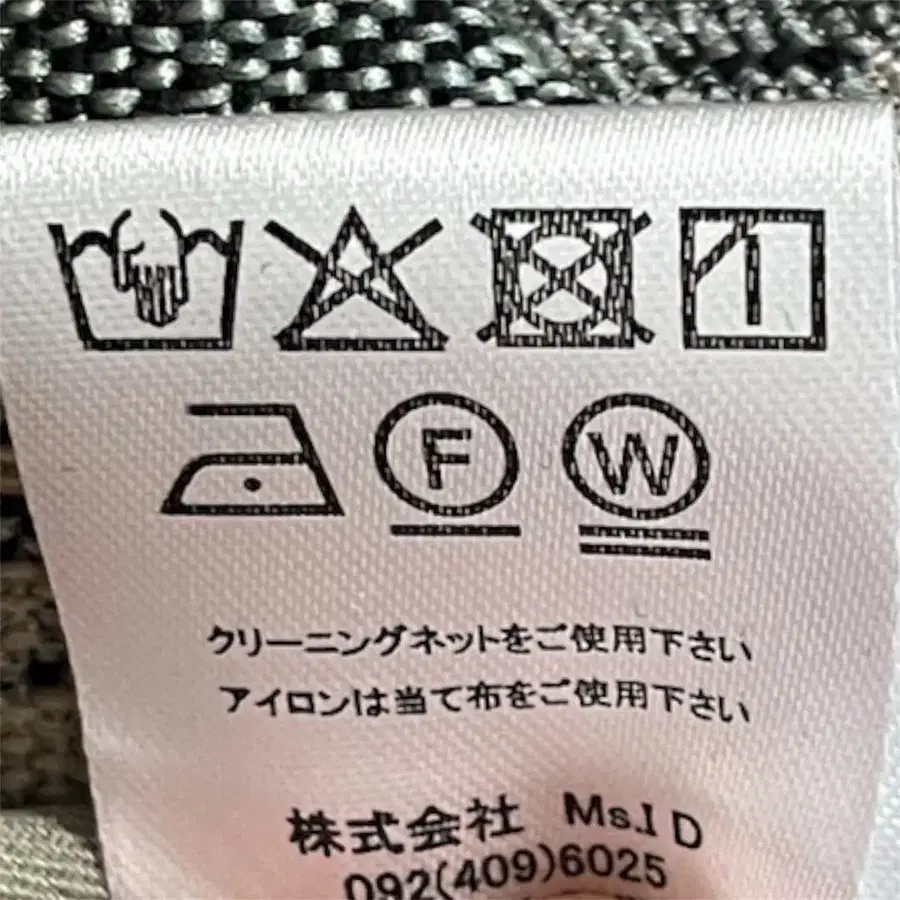 F W
クリーニングネットをご使用下さい
アイロンは当て布をご使用下さい
株式会社 Ms.I D
092(409)6025